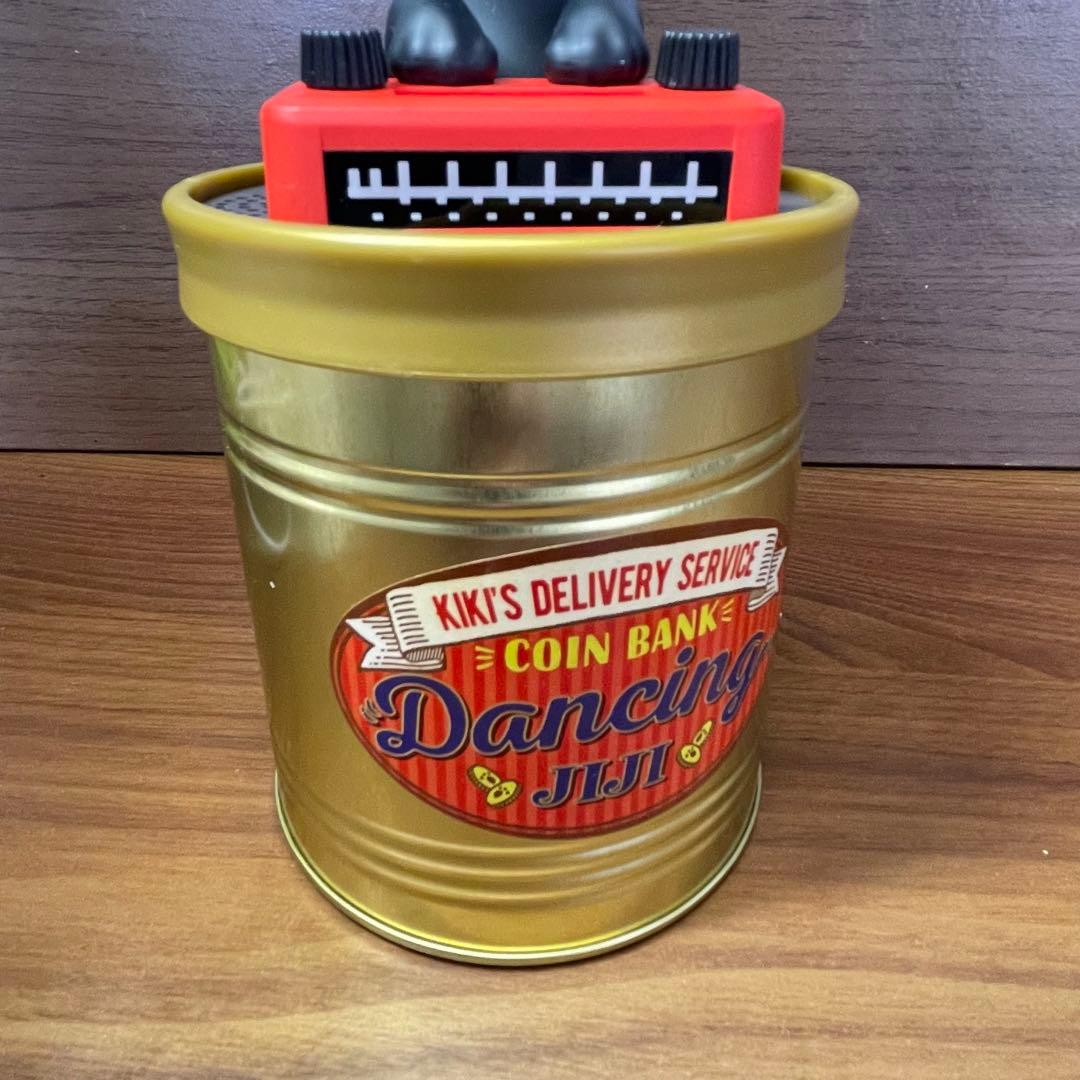 KIKI'S DELIVERY SERVICE
COIN BANK
Dancing
JIJI